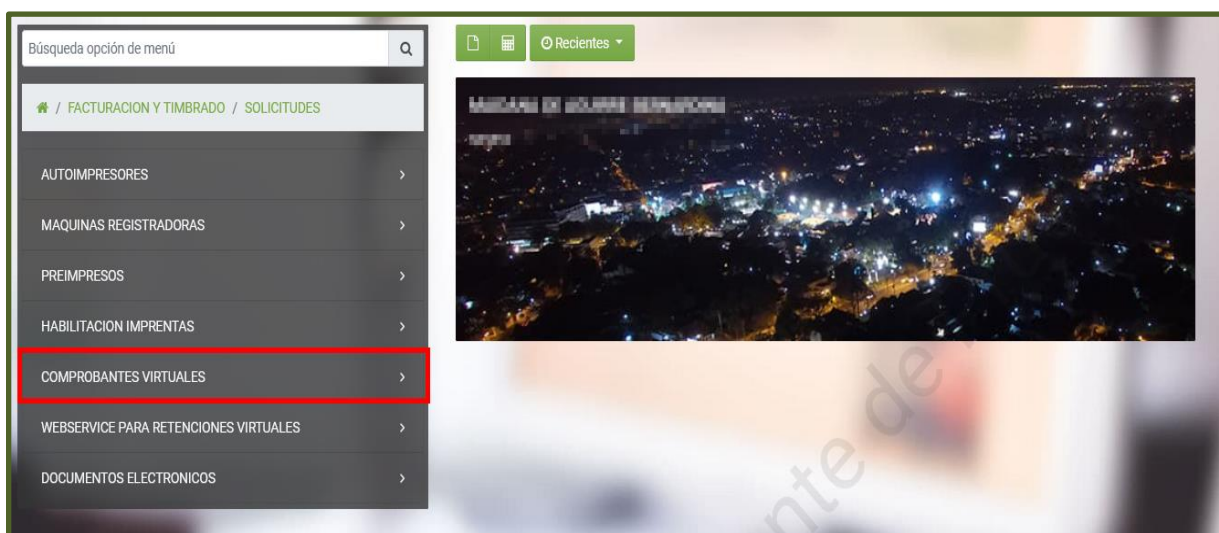 Búsqueda opción de menú
Recientes
/ FACTURACION Y TIMBRADO / SOLICITUDES
AUTOIMPRESORES
MAQUINAS REGISTRADORAS
PREIMPRESOS
HABILITACION IMPRENTAS
COMPROBANTES VIRTUALES
WEBSERVICE PARA RETENCIONES VIRTUALES
DOCUMENTOS ELECTRONICOS